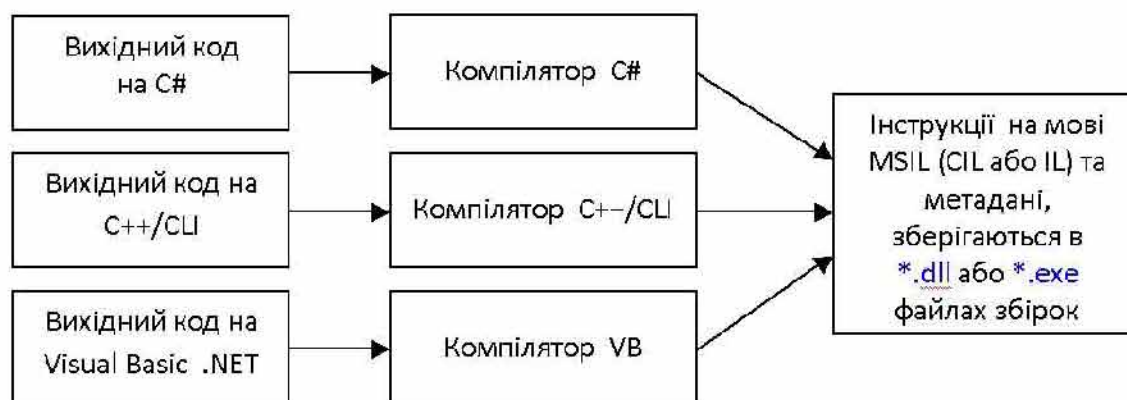 Вихідний код
на C#
Компілятор C#
Вихідний код на
C++/CLI
Компілятор C+–/CLI
Вихідний код на
Visual Basic .NET
Компілятор VB
Інструкції на мові
MSIL (CIL або IL) та
метадані,
зберігаються в
*.dll або *.exe
файлах збірок